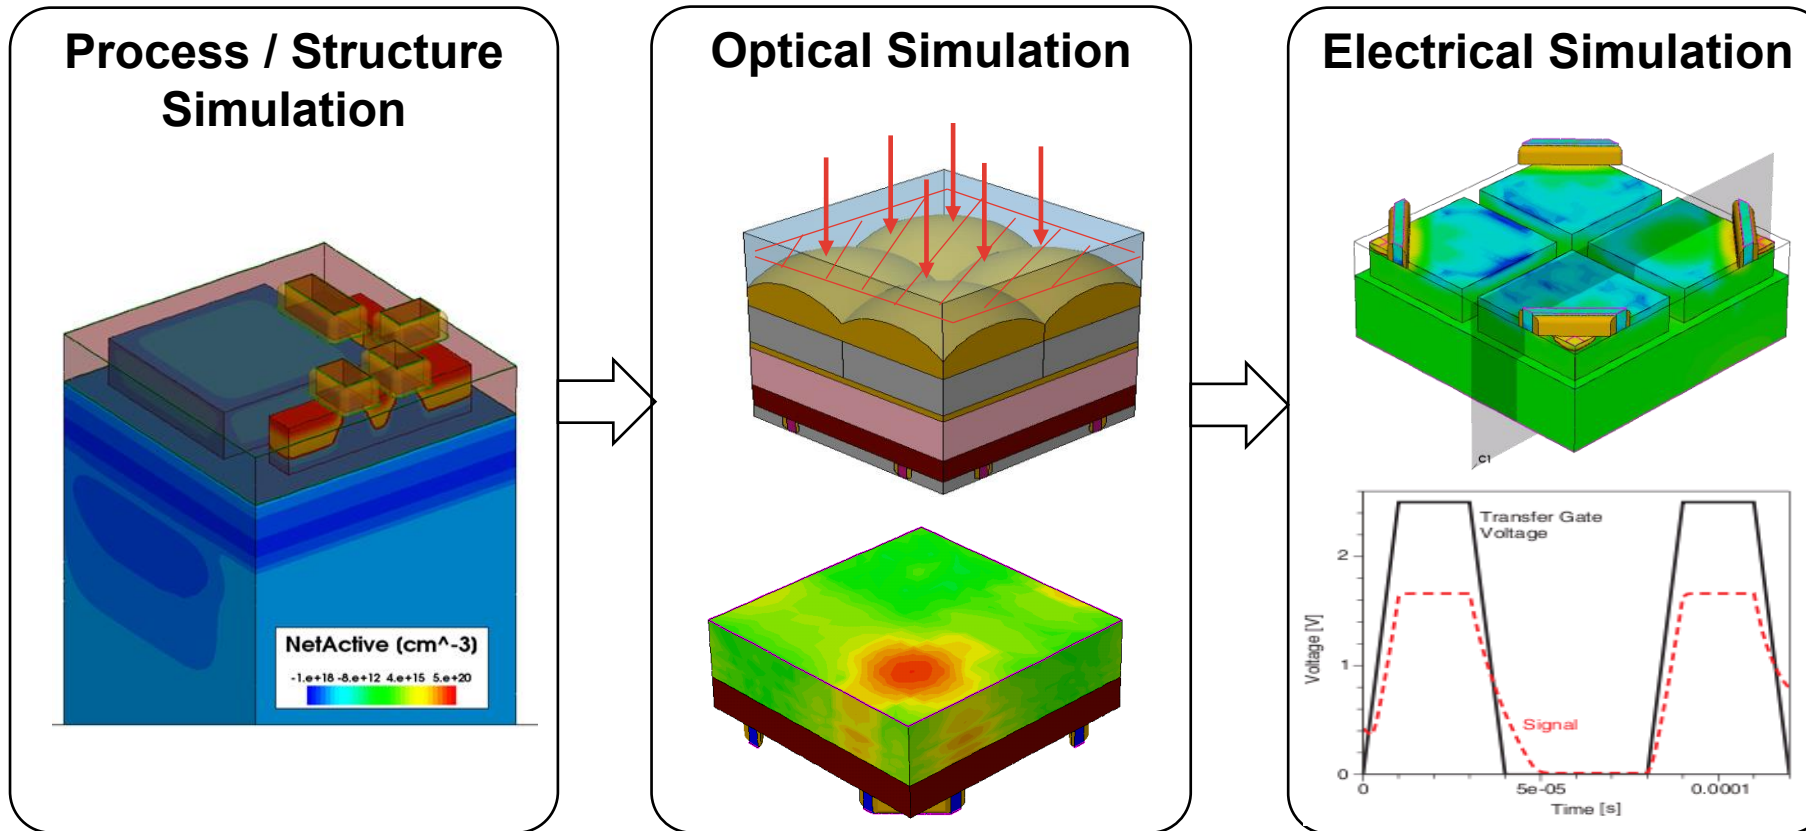 Process / Structure
Simulation
NetActive (cm^-3)
-1.e+18 -8.e+12 4.e+15 5.e+20
Optical Simulation
Electrical Simulation
C1
Transfer Gate
Voltage
Signal
Voltage [V]
2
1
0
0
5e-05
0.0001
Time [s]